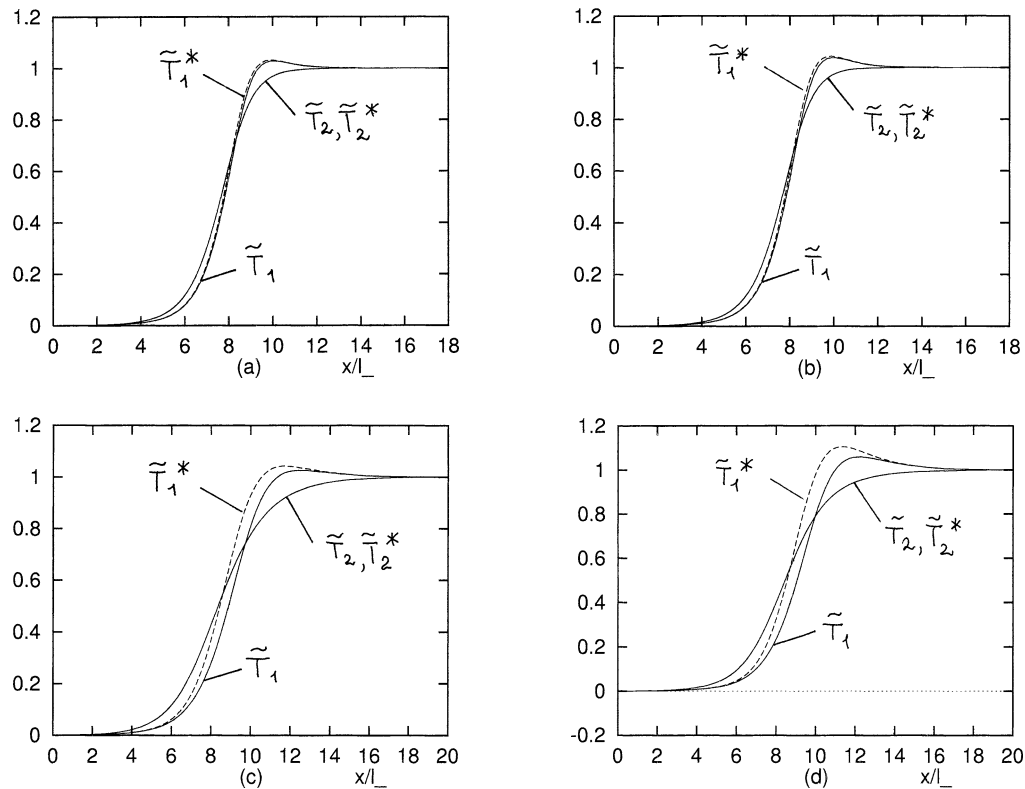 1.2
1
0.8
0.6
0.4
0.2
0
T̃₁*
T̃₂, T̃₂*
T̃₁
0 2 4 6 8 10 12 14 16 18
(a) x/l_
1.2
1
0.8
0.6
0.4
0.2
0
T̃₁*
T̃₂, T̃₂*
T̃₁
0 2 4 6 8 10 12 14 16 18
(b) x/l_
1.2
1
0.8
0.6
0.4
0.2
0
T̃₁*
T̃₂, T̃₂*
T̃₁
0 2 4 6 8 10 12 14 16 18 20
(c) x/l_
1.2
1
0.8
0.6
0.4
0.2
0
-0.2
T̃₁*
T̃₂, T̃₂*
T̃₁
0 2 4 6 8 10 12 14 16 18 20
(d) x/l_